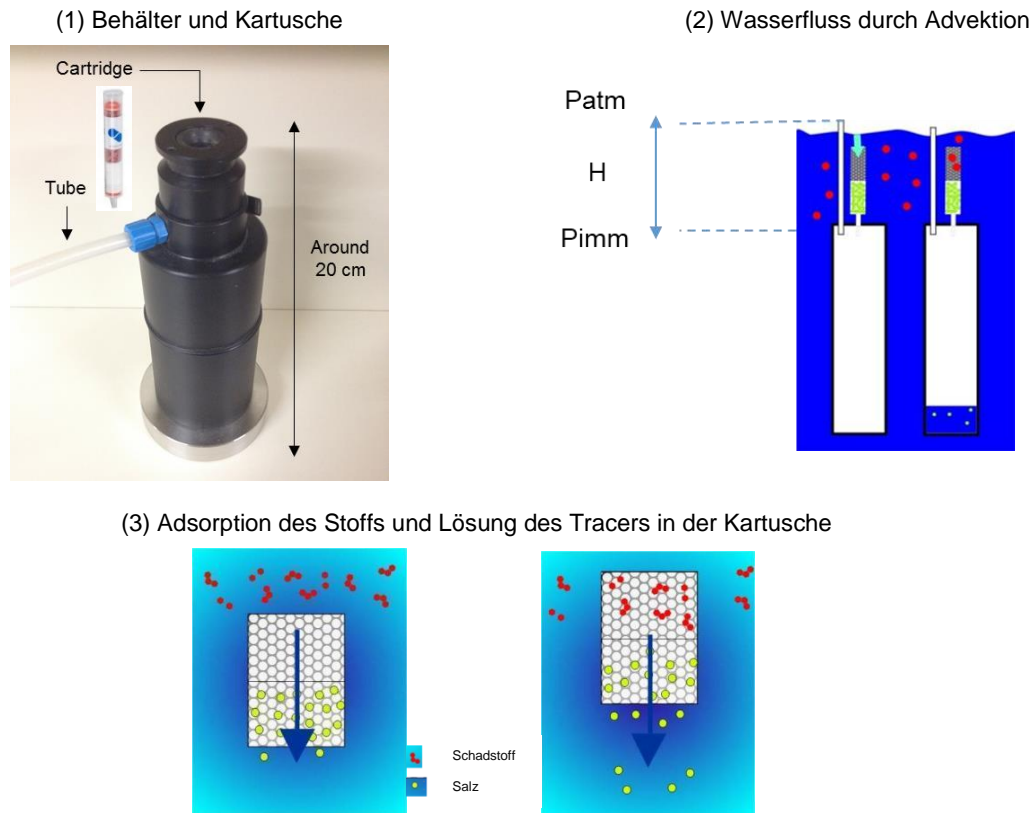 (1) Behälter und Kartusche
(2) Wasserfluss durch Advektion
Cartridge
Tube
Around
20 cm
Patm
H
Pimm
(3) Adsorption des Stoffs und Lösung des Tracers in der Kartusche
Schadstoff
Salz